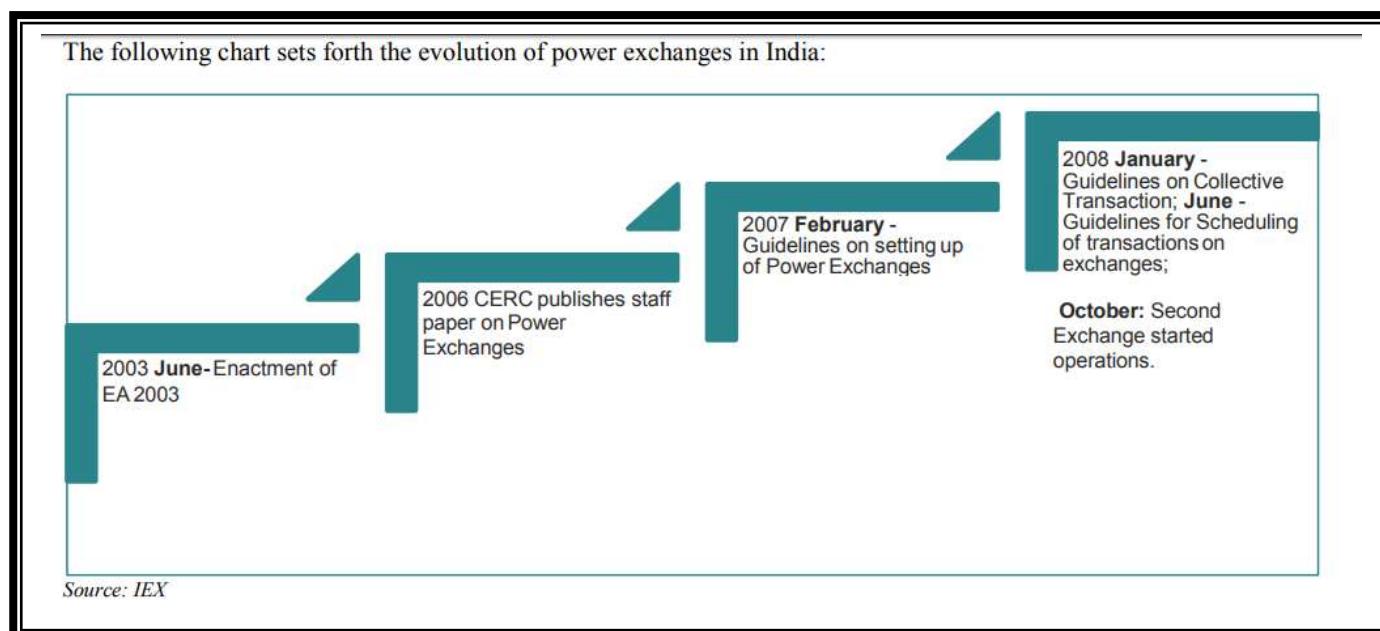 The following chart sets forth the evolution of power exchanges in India:
2003 June- Enactment of
EA 2003
2006 CERC publishes staff
paper on Power
Exchanges
2007 February -
Guidelines on setting up
of Power Exchanges
2008 January -
Guidelines on Collective
Transaction; June -
Guidelines for Scheduling
of transactions on
exchanges;
October: Second
Exchange started
operations.
Source: IEX